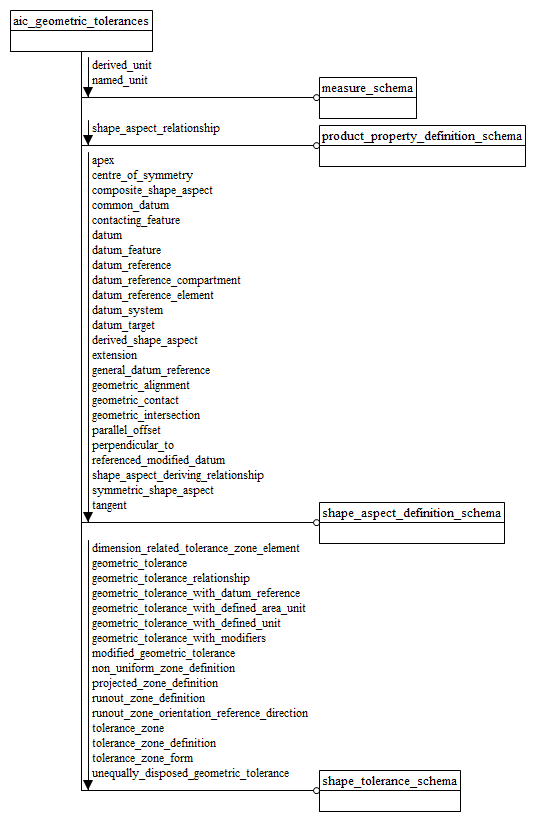 aic_geometric_tolerances
derived_unit
named_unit
measure_schema
shape_aspect_relationship
product_property_definition_schema
apex
centre_of_symmetry
composite_shape_aspect
common_datum
contacting_feature
datum
datum_feature
datum_reference
datum_reference_compartment
datum_reference_element
datum_system
datum_target
derived_shape_aspect
extension
general_datum_reference
geometric_alignment
geometric_contact
geometric_intersection
parallel_offset
perpendicular_to
referenced_modified_datum
shape_aspect_deriving_relationship
symmetric_shape_aspect
tangent
shape_aspect_definition_schema
dimension_related_tolerance_zone_element
geometric_tolerance
geometric_tolerance_relationship
geometric_tolerance_with_datum_reference
geometric_tolerance_with_defined_area_unit
geometric_tolerance_with_defined_unit
geometric_tolerance_with_modifiers
modified_geometric_tolerance
non_uniform_zone_definition
projected_zone_definition
runout_zone_definition
runout_zone_orientation_reference_direction
tolerance_zone
tolerance_zone_definition
tolerance_zone_form
unequally_disposed_geometric_tolerance
shape_tolerance_schema